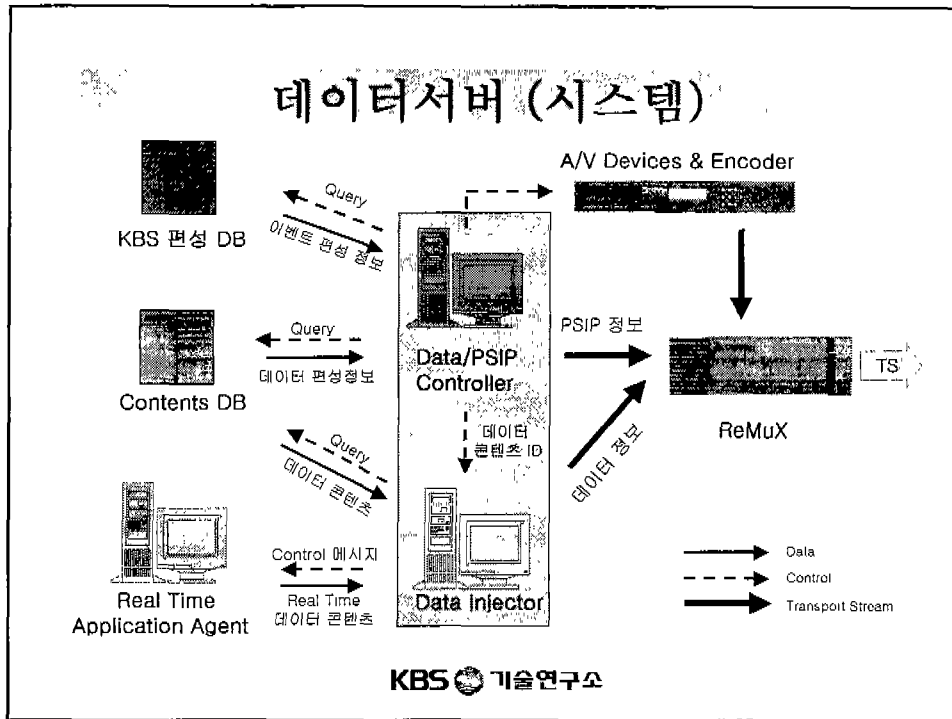 데이터서버 (시스템)
A/V Devices & Encoder
Query
이벤트 편성 정보
KBS 편성 DB
PSIP 정보
Query
데이터 편성정보
Data/PSIP
Controller
TS
Contents DB
ReMuX
데이터
콘텐츠 ID
Query
데이터 콘텐츠
데이터 정보
Control 메시지
Real Time
데이터 콘텐츠
Data Injector
Real Time
Application Agent
Data
Control
Transport Stream
KBS 기술연구소